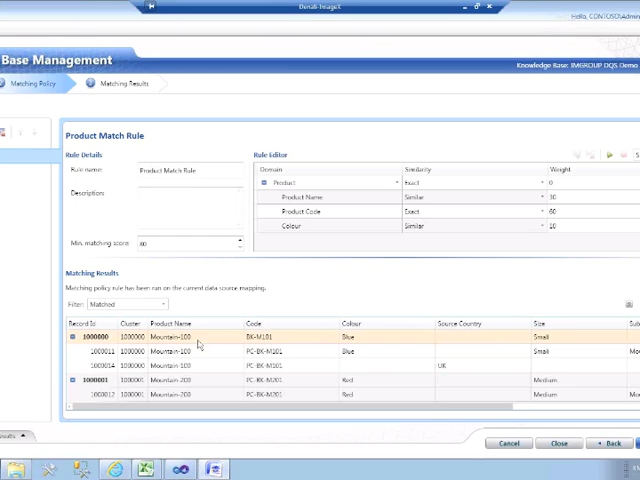 Denali-ImageX
Hello, CONTOSO\Admin
Base Management
Knowledge Base: IMGROUP DQS Demo
Matching Policy
Matching Results
Product Match Rule
Rule Details
Rule Editor
Rule name:
Product Match Rule
Domain Similarity Weight
Product Exact 0
Description:
Product Name Similar 30
Product Code Exact 60
Colour Similar 10
Min. matching score: 80
Matching Results
Matching policy rule has been run on the current data source mapping.
Filter: Matched
Record Id Cluster Product Name Code Colour Source Country Size Sub
1000000 1000000 Mountain-100 BK-M101 Blue Small
1000011 1000000 Mountain-100 PC-BK-M101 Blue Small Mo
1000014 1000000 Mountain-100 PC-BK-M101 UK
1000001 1000001 Mountain-200 PC-BK-M201 Red Medium
1000012 1000001 Mountain-200 PC-BK-M201 Red Medium Mo
Cancel Close Back